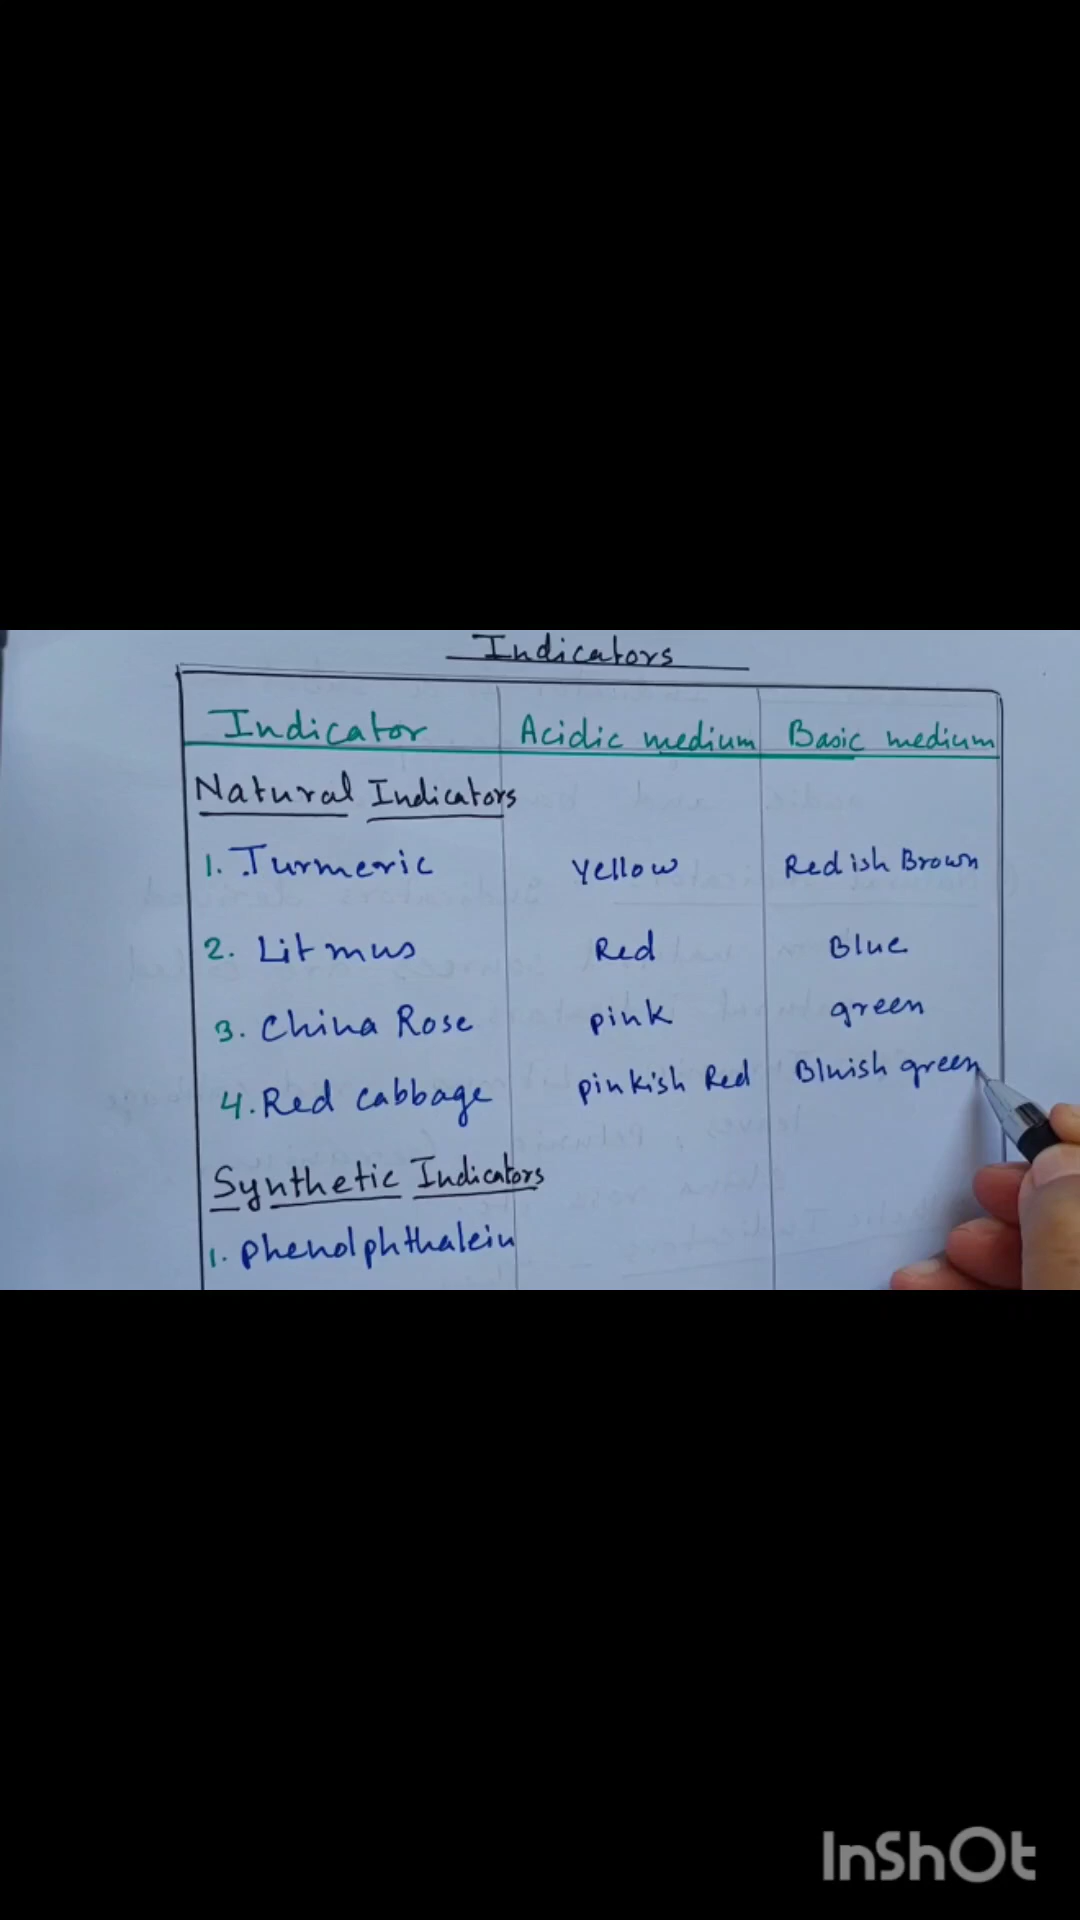 Indicators
Indicator Acidic medium Basic medium
Natural Indicators
1. Turmeric Yellow Redish Brown
2. Litmus Red Blue
3. China Rose pink green
4. Red cabbage pinkish Red Bluish green
Synthetic Indicators
1. phenolphthalein
InShOt